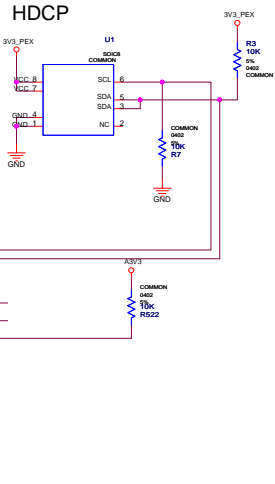 HDCP
3V3_PEX
3V3_PEX
U1
SOIC8
COMMON
R3
10K
5%
0402
COMMON
VCC 8
VCC 7
SCL 6
SDA 5
SDA 3
GND 4
GND 1
NC 2
COMMON
0402
5%
10K
R7
GND
GND
A3V3
COMMON
0402
5%
10K
R522